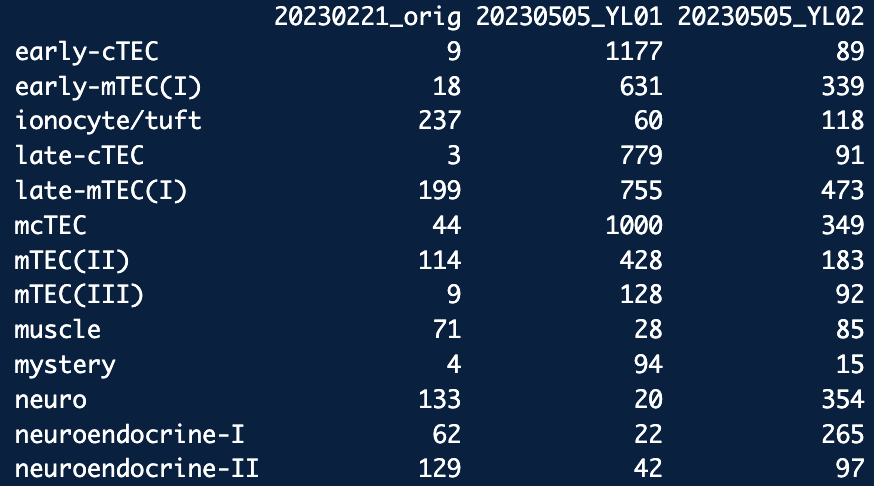 20230221_orig 20230505_YL01 20230505_YL02
early-cTEC 9 1177 89
early-mTEC(I) 18 631 339
ionocyte/tuft 237 60 118
late-cTEC 3 779 91
late-mTEC(I) 199 755 473
mcTEC 44 1000 349
mTEC(II) 114 428 183
mTEC(III) 9 128 92
muscle 71 28 85
mystery 4 94 15
neuro 133 20 354
neuroendocrine-I 62 22 265
neuroendocrine-II 129 42 97